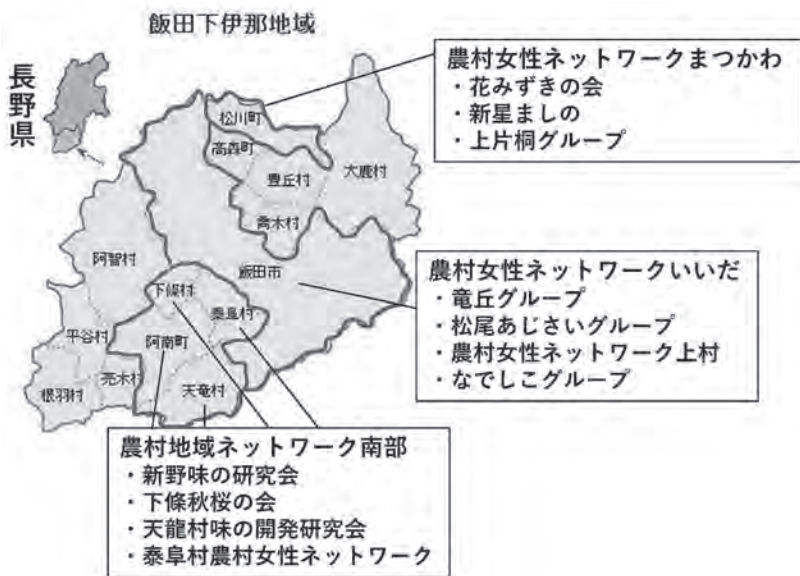 飯田下伊那地域
長野県
農村女性ネットワークまつかわ
・花みずきの会
・新星ましの
・上片桐グループ
松川町
高森町
豊丘村
大鹿村
喬木村
阿智村
飯田市
下條村
泰阜村
平谷村
阿南町
売木村
根羽村
天竜村
農村女性ネットワークいいだ
・竜丘グループ
・松尾あじさいグループ
・農村女性ネットワーク上村
・なでしこグループ
農村地域ネットワーク南部
・新野味の研究会
・下條秋桜の会
・天龍村味の開発研究会
・泰阜村農村女性ネットワーク